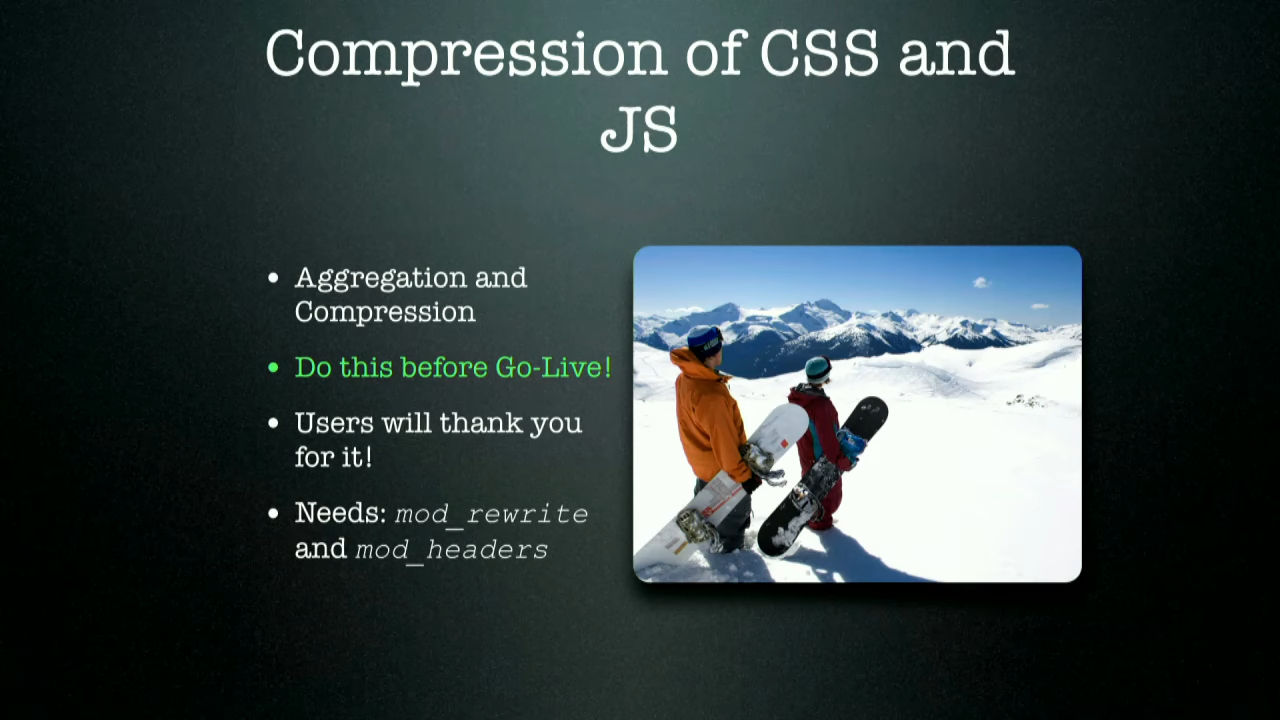 Compression of CSS and
JS
• Aggregation and
Compression
• Do this before Go-Live!
• Users will thank you
for it!
• Needs: mod_rewrite
and mod_headers